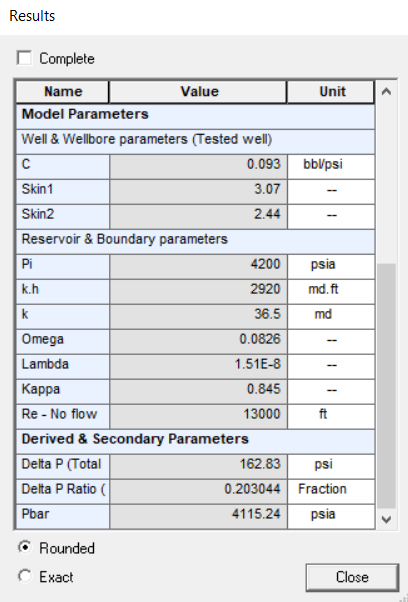 Results
Complete
Name Value Unit
Model Parameters
Well & Wellbore parameters (Tested well)
C 0.093 bbl/psi
Skin1 3.07 --
Skin2 2.44 --
Reservoir & Boundary parameters
Pi 4200 psia
k.h 2920 md.ft
k 36.5 md
Omega 0.0826 --
Lambda 1.51E-8 --
Kappa 0.845 --
Re - No flow 13000 ft
Derived & Secondary Parameters
Delta P (Total 162.83 psi
Delta P Ratio ( 0.203044 Fraction
Pbar 4115.24 psia
Rounded
Exact
Close